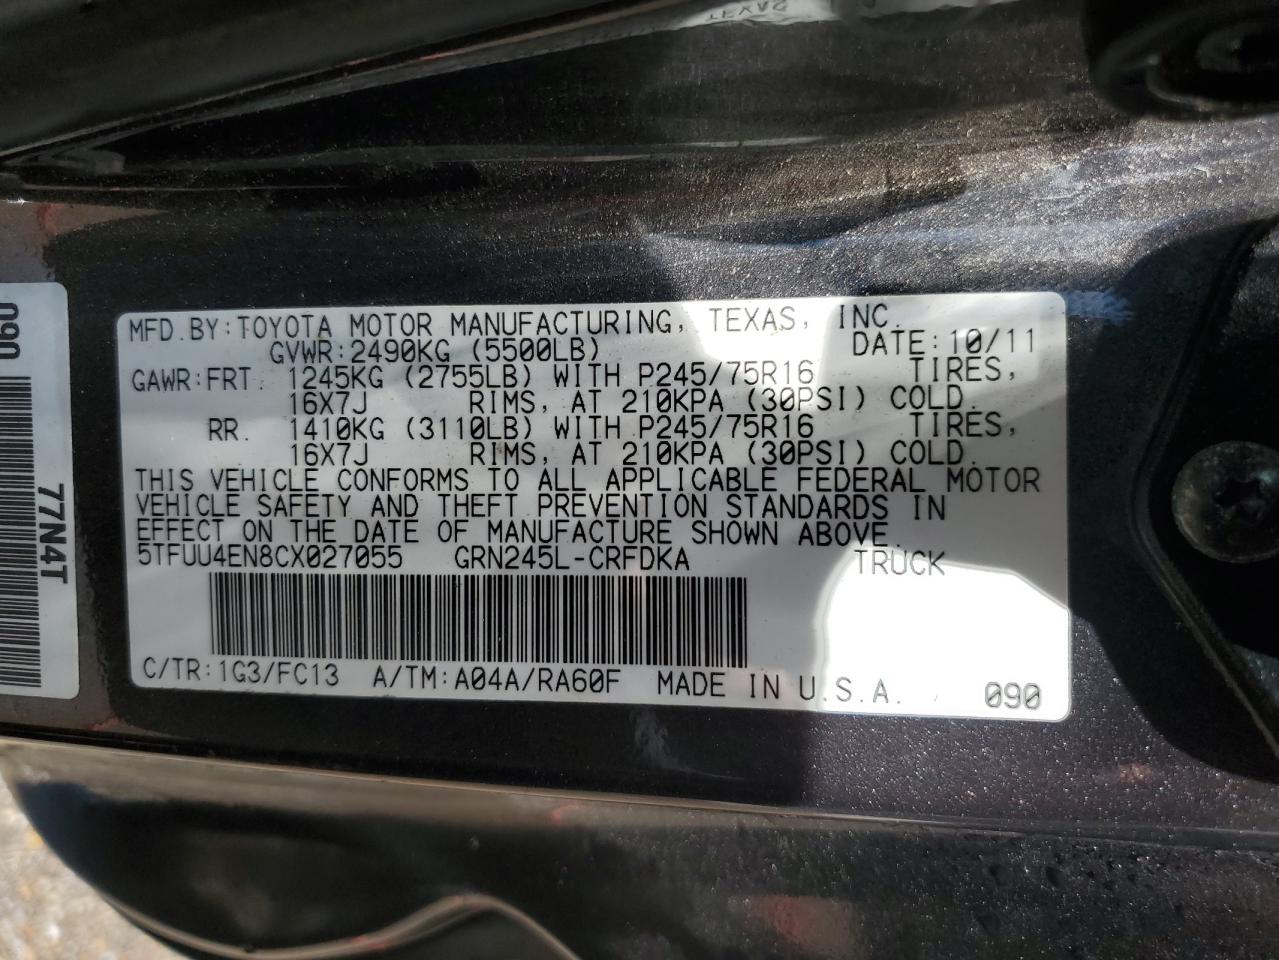 MFD.BY:TOYOTA MOTOR MANUFACTURING, TEXAS, INC.
GVWR:2490KG (5500LB) DATE:10/11
GAWR:FRT. 1245KG (2755LB) WITH P245/75R16 TIRES,
16X7J RIMS, AT 210KPA (30PSI) COLD.
RR. 1410KG (3110LB) WITH P245/75R16 TIRES,
16X7J RIMS, AT 210KPA (30PSI) COLD.
THIS VEHICLE CONFORMS TO ALL APPLICABLE FEDERAL MOTOR
VEHICLE SAFETY AND THEFT PREVENTION STANDARDS IN
EFFECT ON THE DATE OF MANUFACTURE SHOWN ABOVE.
5TFUU4EN8CX027055 GRN245L-CRFDKA TRUCK
C/TR:1G3/FC13 A/TM:A04A/RA60F MADE IN U.S.A.
090
090
77N4T